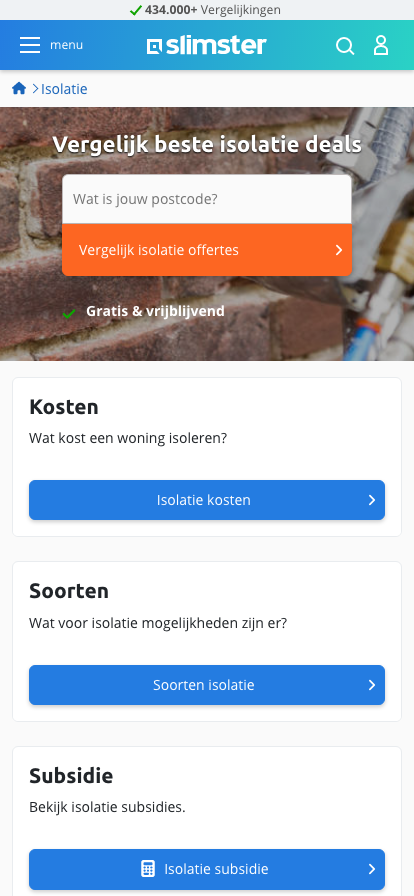 434.000+ Vergelijkingen
menu
slimster
Isolatie
Vergelijk beste isolatie deals
Wat is jouw postcode?
Vergelijk isolatie offertes
Gratis & vrijblijvend
Kosten
Wat kost een woning isoleren?
Isolatie kosten
Soorten
Wat voor isolatie mogelijkheden zijn er?
Soorten isolatie
Subsidie
Bekijk isolatie subsidies.
Isolatie subsidie